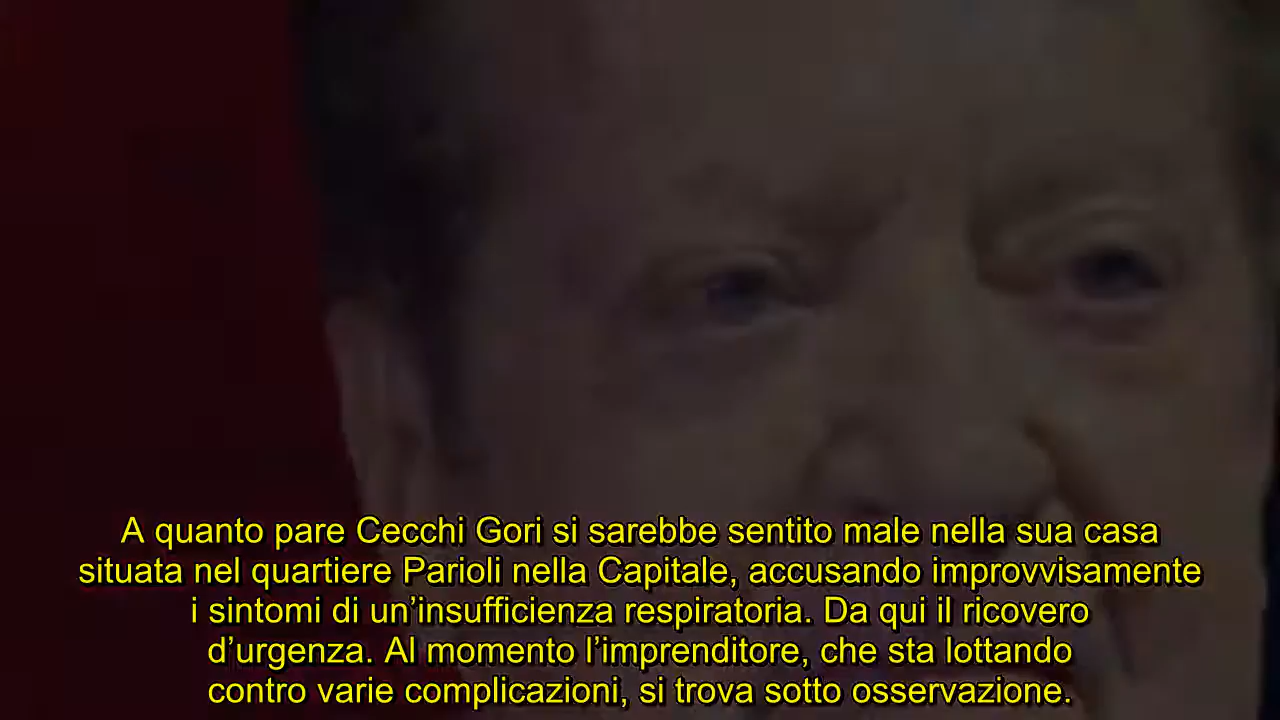 A quanto pare Cecchi Gori si sarebbe sentito male nella sua casa
situata nel quartiere Parioli nella Capitale, accusando improvvisamente
i sintomi di un’insufficienza respiratoria. Da qui il ricovero
d’urgenza. Al momento l’imprenditore, che sta lottando
contro varie complicazioni, si trova sotto osservazione.